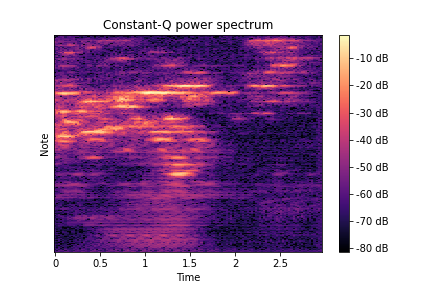 Constant-Q power spectrum
-10 dB
-20 dB
-30 dB
-40 dB
-50 dB
-60 dB
-70 dB
-80 dB
Note
0
0.5
1
1.5
2
2.5
Time